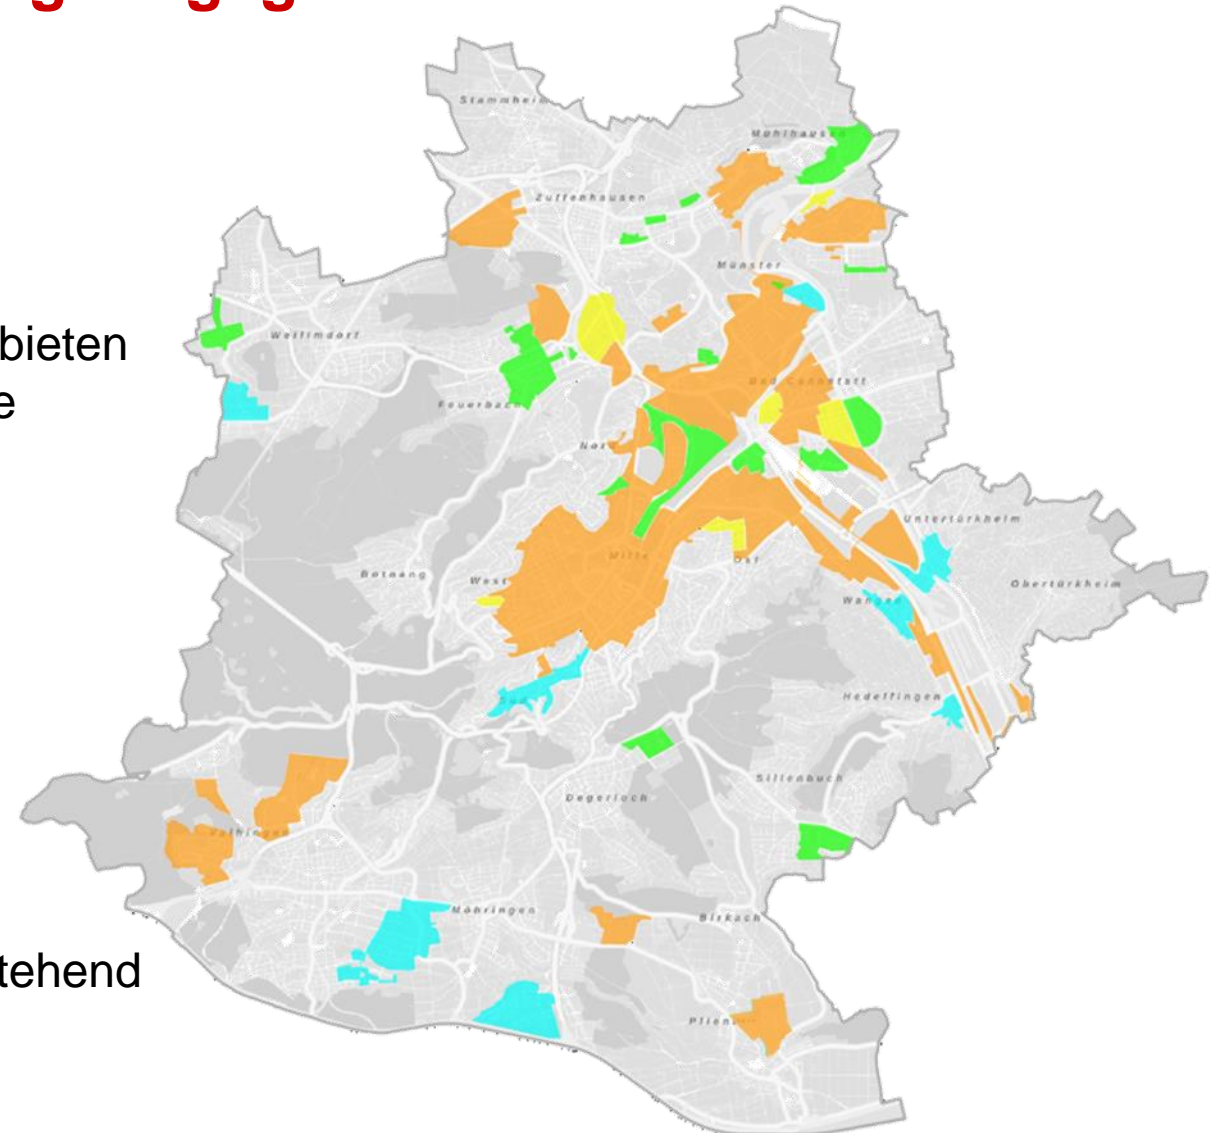 Stammheim
Mühlhausen
Zuffenhausen
Münster
bieten
Weilimdorf
e
Bad Cannstatt
Feuerbach
Nord
Untertürkheim
Mitte
Ost
Botnang
West
Obertürkheim
Wangen
Hedelfingen
Süd
Sillenbuch
Degerloch
Vaihingen
Möhringen
Birkach
tehend
Plieningen